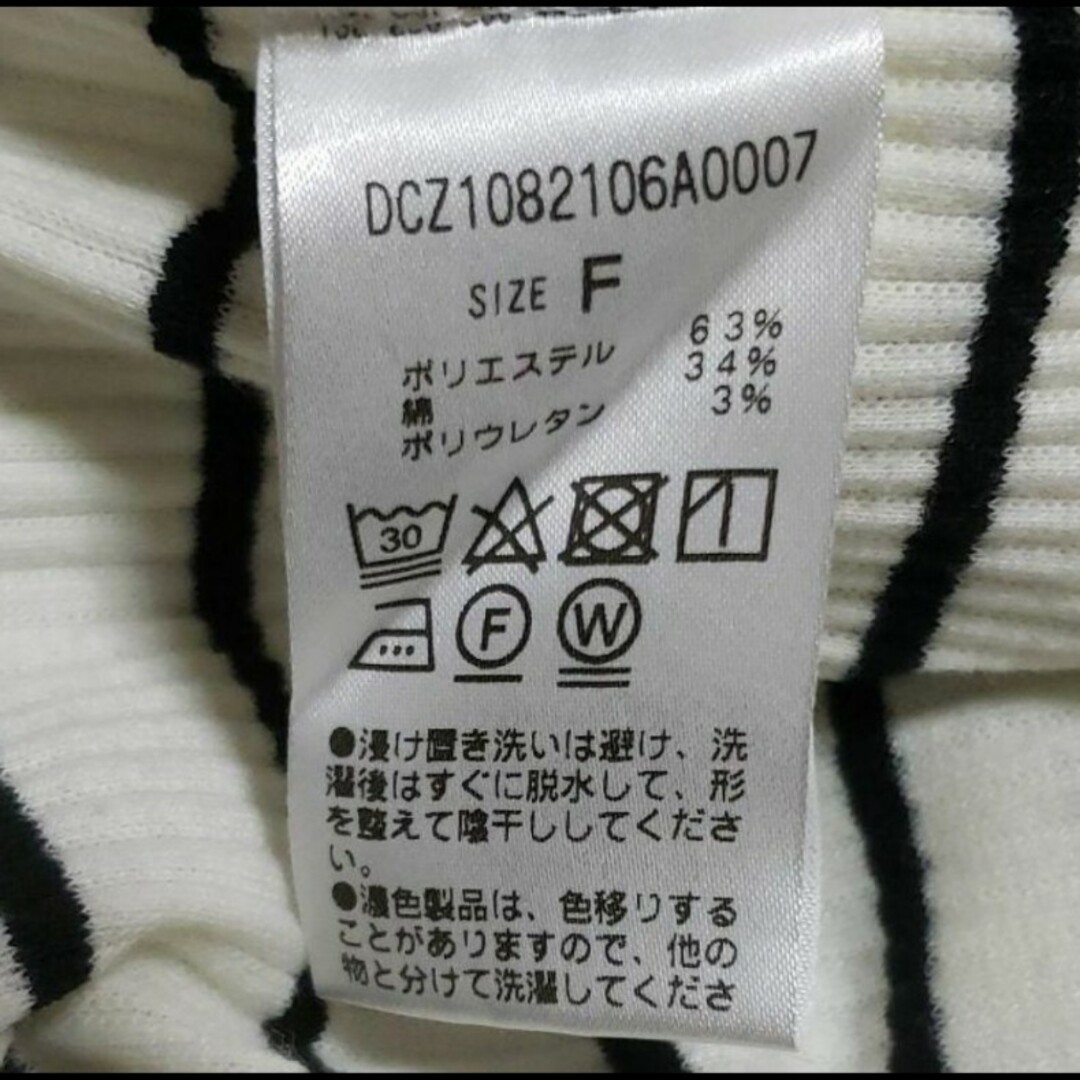 DCZ1082106A0007
SIZE F
ポリエステル 63%
綿 34%
ポリウレタン 3%
30
F W
●浸け置き洗いは避け、洗
濯後はすぐに脱水して、形
を整えて陰干ししてくださ
い。
●濃色製品は、色移りする
ことがありますので、他の
物と分けて洗濯してくださ